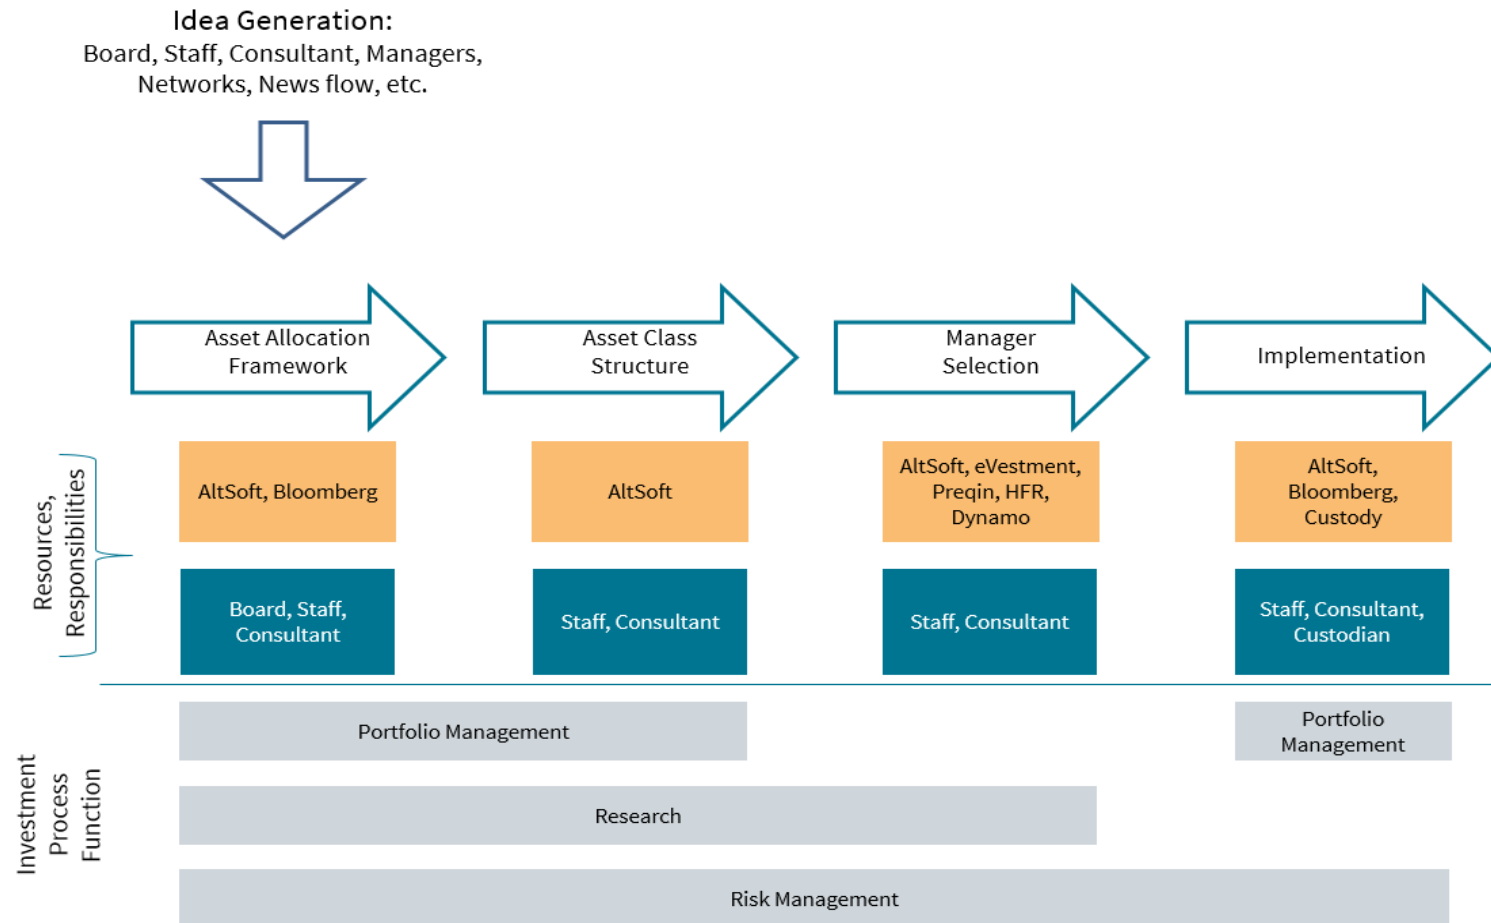 Idea Generation:
Board, Staff, Consultant, Managers,
Networks, News flow, etc.
Asset Allocation
Framework
Asset Class
Structure
Manager
Selection
Implementation
Resources,
Responsibilities
AltSoft, Bloomberg
AltSoft
AltSoft, eVestment,
Preqin, HFR,
Dynamo
AltSoft,
Bloomberg,
Custody
Board, Staff,
Consultant
Staff, Consultant
Staff, Consultant
Staff, Consultant,
Custodian
Investment
Process
Function
Portfolio Management
Portfolio
Management
Research
Risk Management